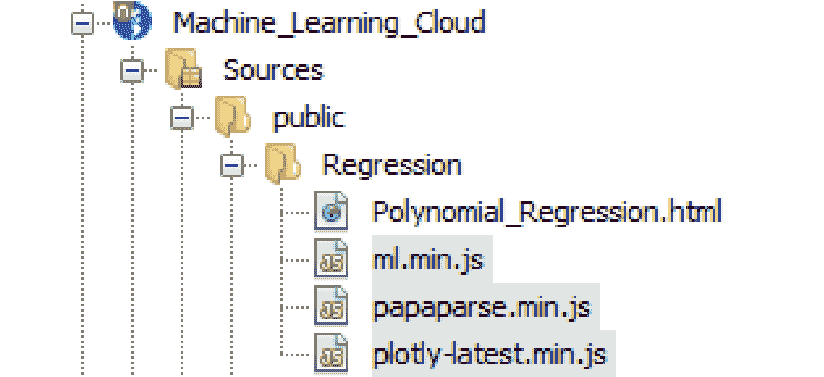 Machine_Learning_Cloud
Sources
public
Regression
Polynomial_Regression.html
ml.min.js
papaparse.min.js
plotly-latest.min.js